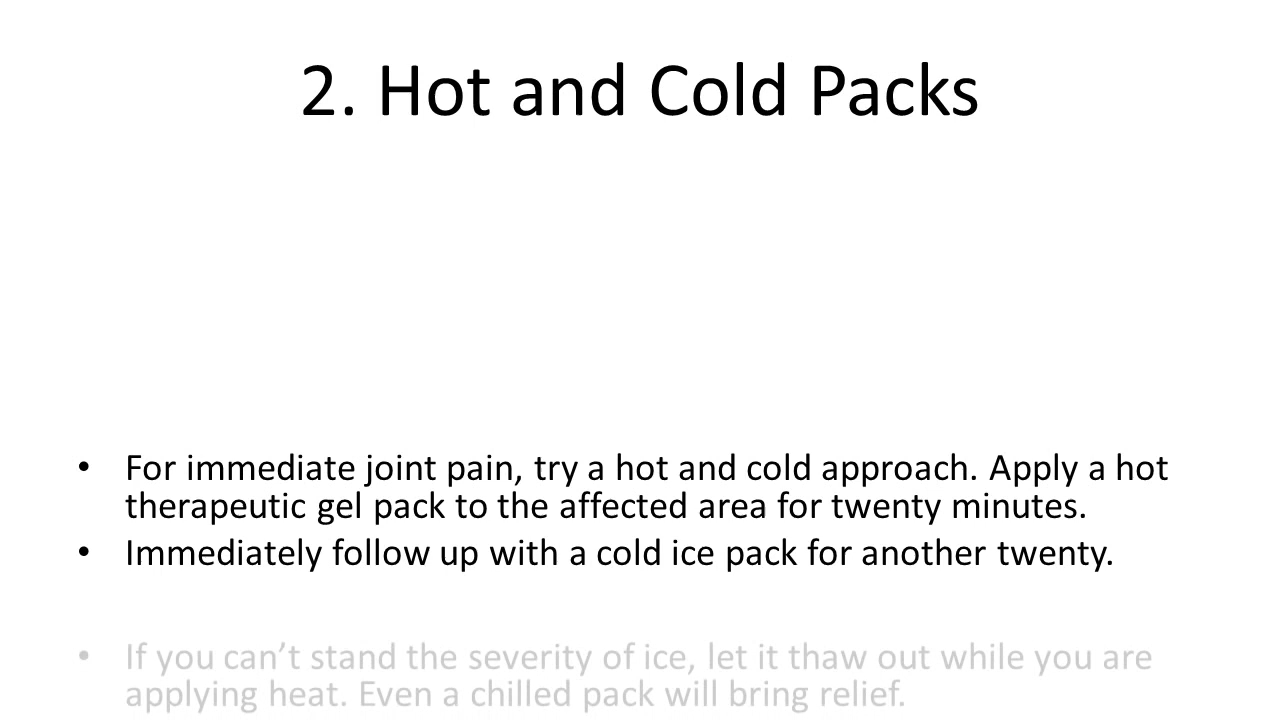 2. Hot and Cold Packs
• For immediate joint pain, try a hot and cold approach. Apply a hot
therapeutic gel pack to the affected area for twenty minutes.
• Immediately follow up with a cold ice pack for another twenty.
• If you can’t stand the severity of ice, let it thaw out while you are
applying heat. Even a chilled pack will bring relief.